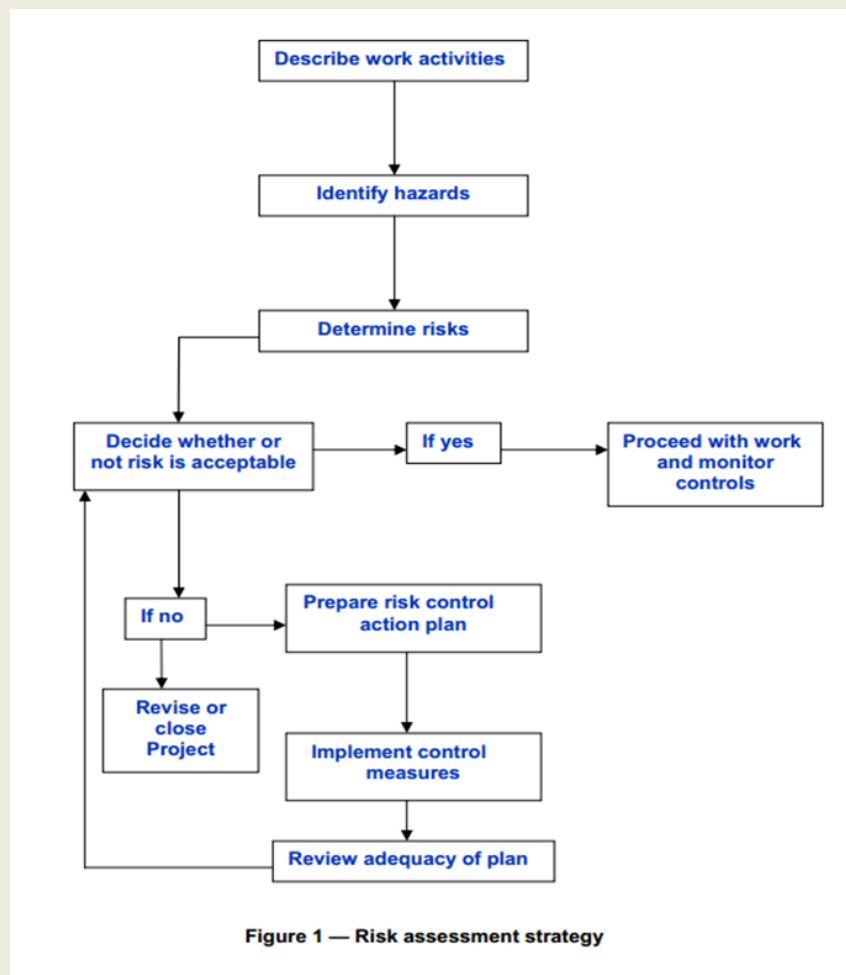 Describe work activities
Identify hazards
Determine risks
Decide whether or
not risk is acceptable
If yes
Proceed with work
and monitor
controls
If no
Prepare risk control
action plan
Revise or
close
Project
Implement control
measures
Review adequacy of plan
Figure 1 — Risk assessment strategy